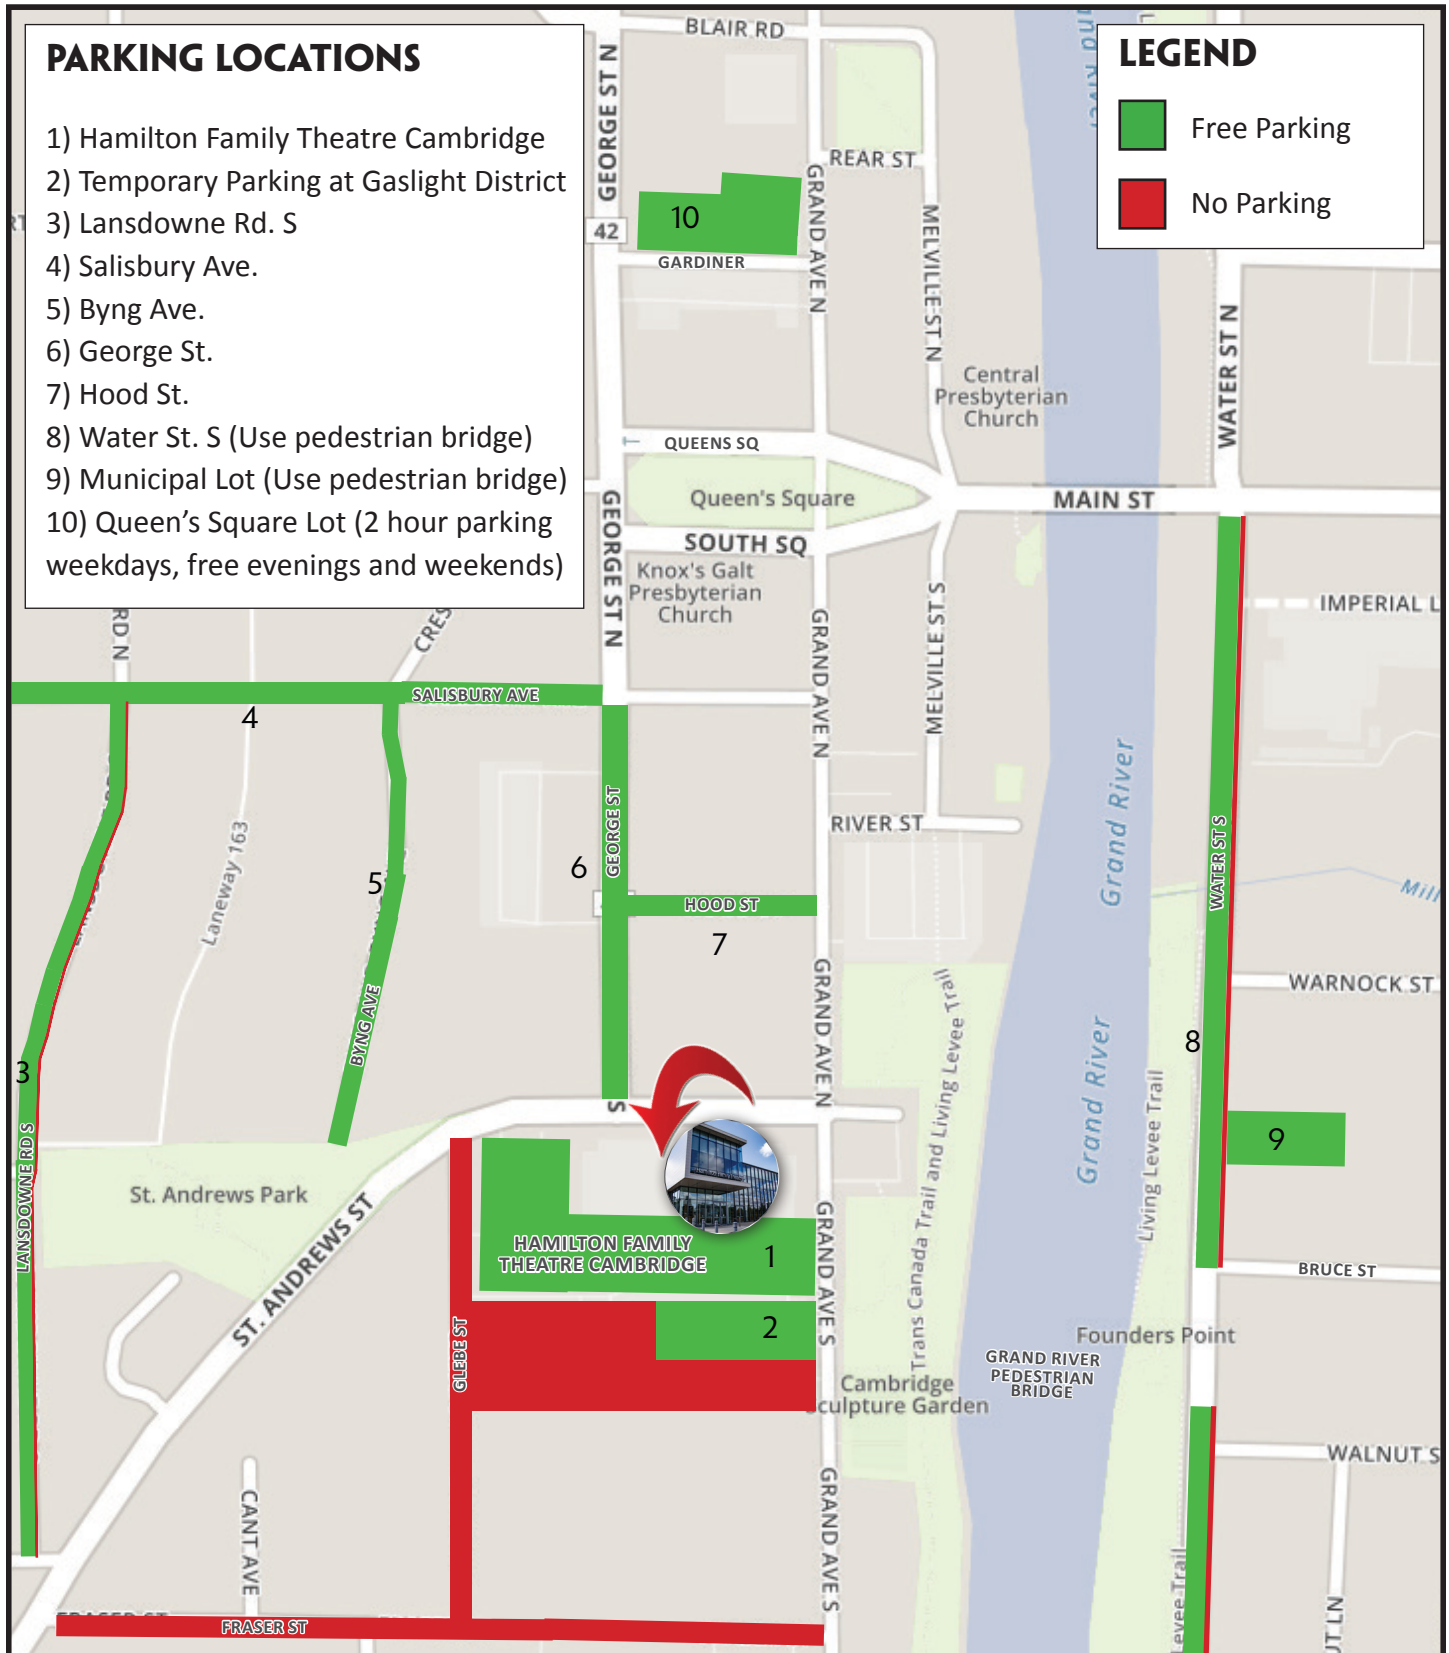 PARKING LOCATIONS
1) Hamilton Family Theatre Cambridge
2) Temporary Parking at Gaslight District
3) Lansdowne Rd. S
4) Salisbury Ave.
5) Byng Ave.
6) George St.
7) Hood St.
8) Water St. S (Use pedestrian bridge)
9) Municipal Lot (Use pedestrian bridge)
10) Queen's Square Lot (2 hour parking
weekdays, free evenings and weekends)
LEGEND
Free Parking
No Parking
BLAIR RD
GEORGE ST N
REAR ST
GRAND AVE N
10
42
GARDINER
MELVILLE ST N
WATER ST N
Central
Presbyterian
Church
QUEENS SQ
Queen's Square
MAIN ST
SOUTH SQ
GEORGE ST N
Knox's Galt
Presbyterian
Church
IMPERIAL L
RD N
CRES
GRAND AVE N
MELVILLE ST S
SALISBURY AVE
4
GEORGE ST
RIVER ST
Grand River
WATER ST S
Laneway 163
5
6
HOOD ST
7
Mill
BYNG AVE
GRAND AVE N
WARNOCK ST
3
8
Grand River
Trans Canada Trail and Living Levee Trail
Living Levee Trail
S
9
LANSDOWNE RD S
St. Andrews Park
ST. ANDREWS ST
HAMILTON FAMILY
THEATRE CAMBRIDGE
1
GRAND AVE S
BRUCE ST
2
GLEBE ST
Founders Point
GRAND RIVER
PEDESTRIAN
BRIDGE
Cambridge
Sculpture Garden
WALNUT S
CANT AVE
GRAND AVE S
Levee Trail
FRASER ST
UT LN